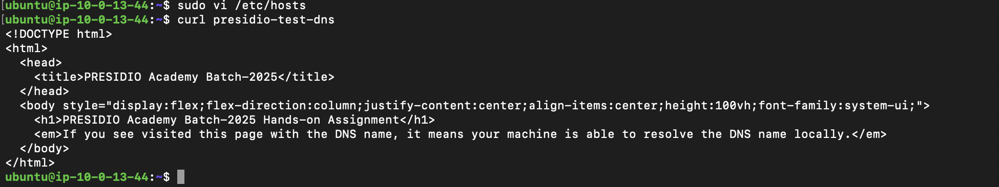 [ubuntu@ip-10-0-13-44:~$ sudo vi /etc/hosts
[ubuntu@ip-10-0-13-44:~$ curl presidio-test-dns
<!DOCTYPE html>
<html>
  <head>
    <title>PRESIDIO Academy Batch-2025</title>
  </head>
  <body style="display:flex;flex-direction:column;justify-content:center;align-items:center;height:100vh;font-family:system-ui;">
    <h1>PRESIDIO Academy Batch-2025 Hands-on Assignment</h1>
    <em>If you see visited this page with the DNS name, it means your machine is able to resolve the DNS name locally.</em>
  </body>
</html>
ubuntu@ip-10-0-13-44:~$